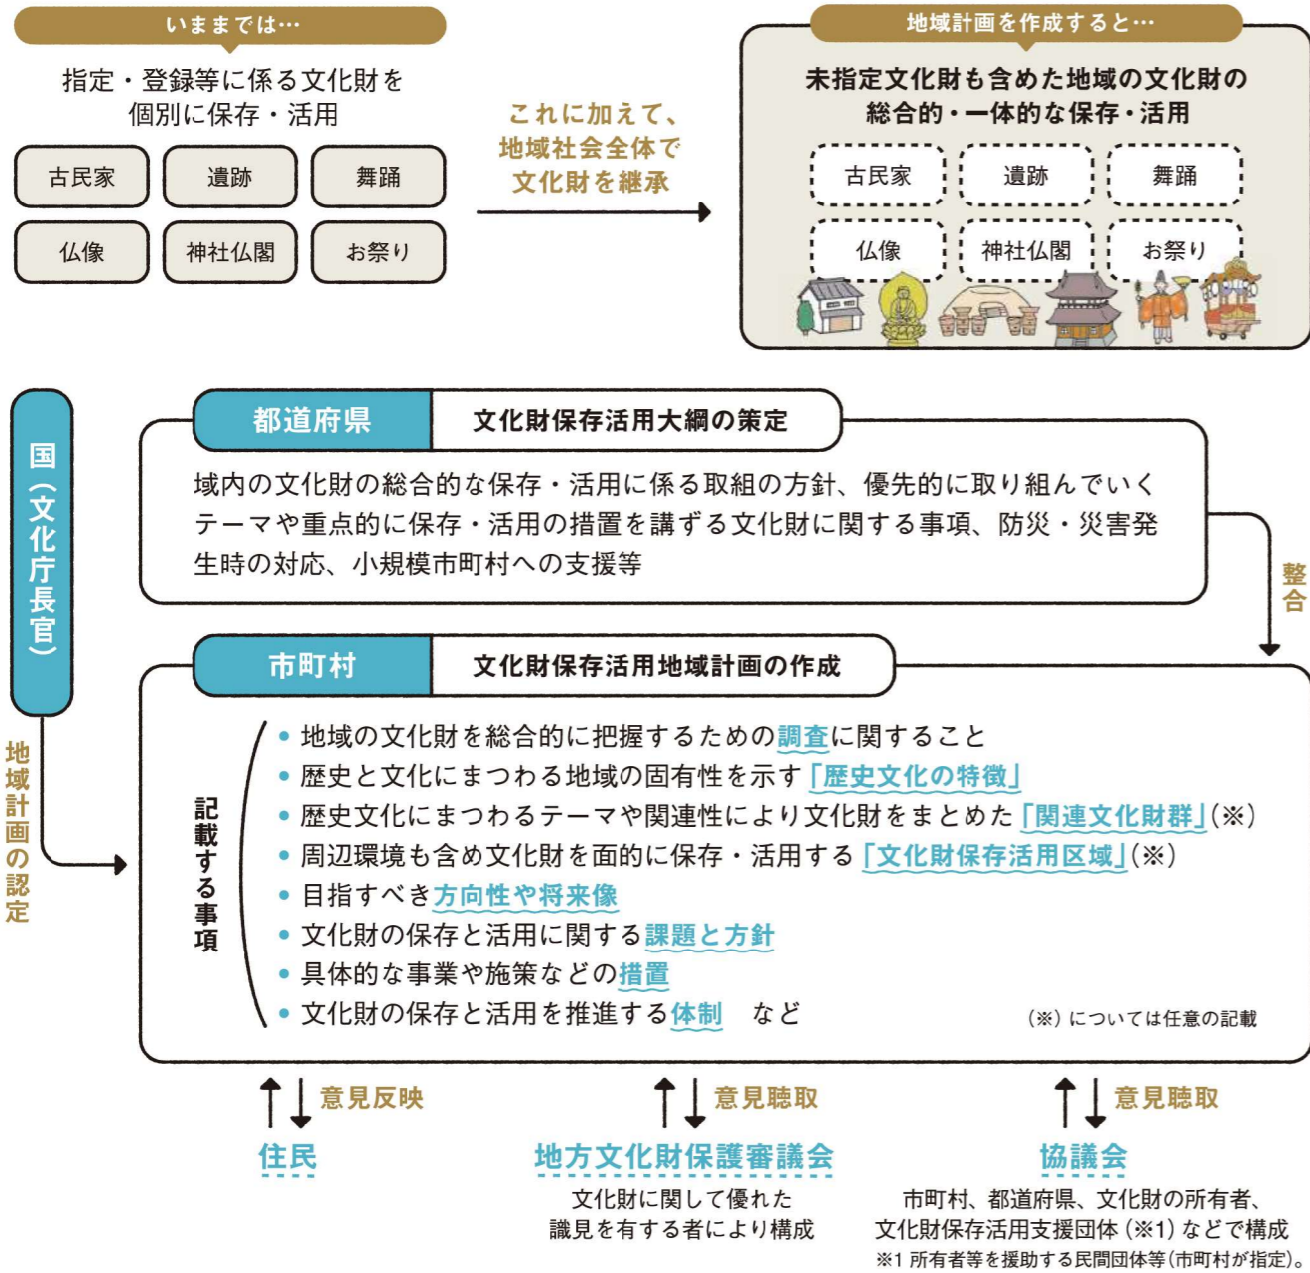 いままでは…
指定・登録等に係る文化財を
個別に保存・活用
古民家
遺跡
舞踊
仏像
神社仏閣
お祭り
これに加えて、
地域社会全体で
文化財を継承
地域計画を作成すると…
未指定文化財も含めた地域の文化財の
総合的・一体的な保存・活用
古民家
遺跡
舞踊
仏像
神社仏閣
お祭り
国（文化庁長官）
地域計画の認定
都道府県
文化財保存活用大綱の策定
域内の文化財の総合的な保存・活用に係る取組の方針、優先的に取り組んでいく
テーマや重点的に保存・活用の措置を講ずる文化財に関する事項、防災・災害発
生時の対応、小規模市町村への支援等
整合
市町村
文化財保存活用地域計画の作成
記載する事項
• 地域の文化財を総合的に把握するための調査に関すること
• 歴史と文化にまつわる地域の固有性を示す「歴史文化の特徴」
• 歴史文化にまつわるテーマや関連性により文化財をまとめた「関連文化財群」（※）
• 周辺環境も含め文化財を面的に保存・活用する「文化財保存活用区域」（※）
• 目指すべき方向性や将来像
• 文化財の保存と活用に関する課題と方針
• 具体的な事業や施策などの措置
• 文化財の保存と活用を推進する体制　など
（※）については任意の記載
意見反映
住民
意見聴取
地方文化財保護審議会
文化財に関して優れた
識見を有する者により構成
意見聴取
協議会
市町村、都道府県、文化財の所有者、
文化財保存活用支援団体（※1）などで構成
※1 所有者等を援助する民間団体等（市町村が指定）。